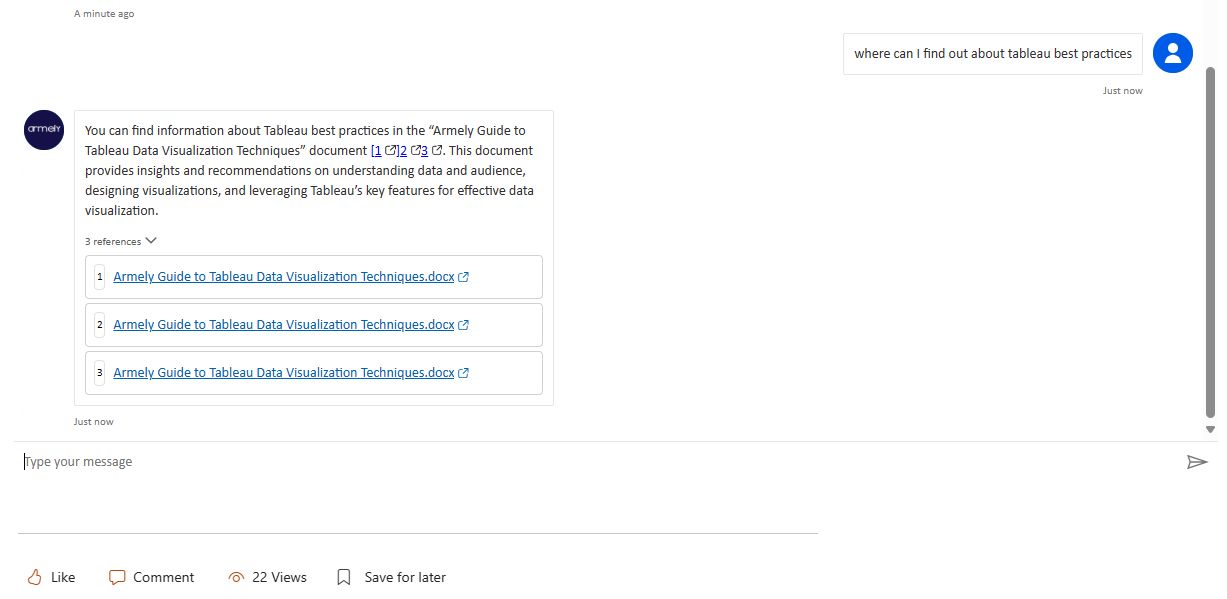 A minute ago
where can I find out about tableau best practices
Just now
armely
You can find information about Tableau best practices in the “Armely Guide to
Tableau Data Visualization Techniques” document [1]2 3 . This document
provides insights and recommendations on understanding data and audience,
designing visualizations, and leveraging Tableau’s key features for effective data
visualization.
3 references
1 Armely Guide to Tableau Data Visualization Techniques.docx
2 Armely Guide to Tableau Data Visualization Techniques.docx
3 Armely Guide to Tableau Data Visualization Techniques.docx
Just now
Type your message
Like Comment 22 Views Save for later